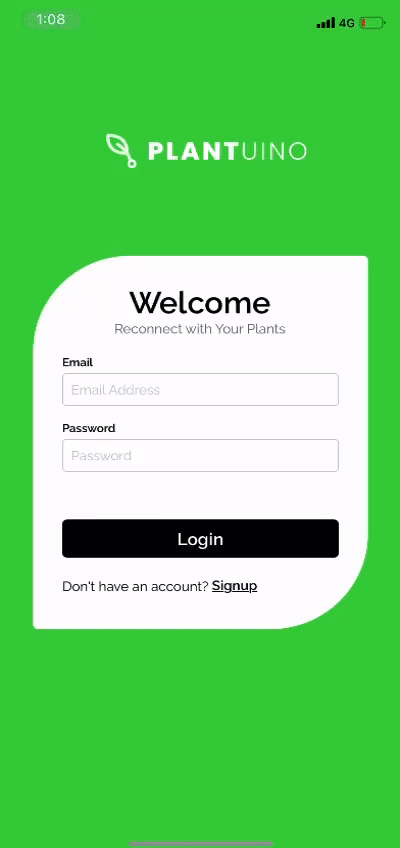 1:08
4G
PLANTUINO
Welcome
Reconnect with Your Plants
Email
Email Address
Password
Password
Login
Don't have an account? Signup